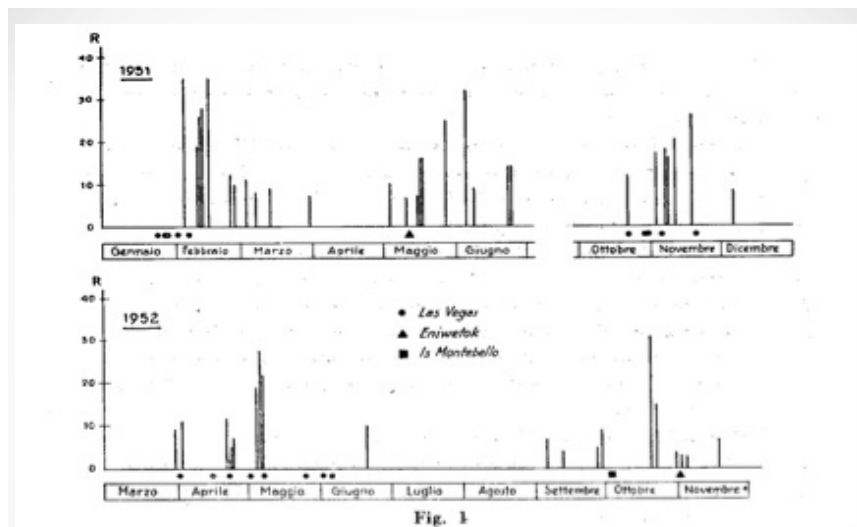 R
40
1951
30
20
10
0
Gennaio Febbraio Marzo Aprile Maggio Giugno Ottobre Novembre Dicembre
R
40
1952
● Las Vegas
▲ Eniwetok
■ Is Montebello
30
20
10
0
Marzo Aprile Maggio Giugno Luglio Agosto Settembre Ottobre Novembre
Fig. 1